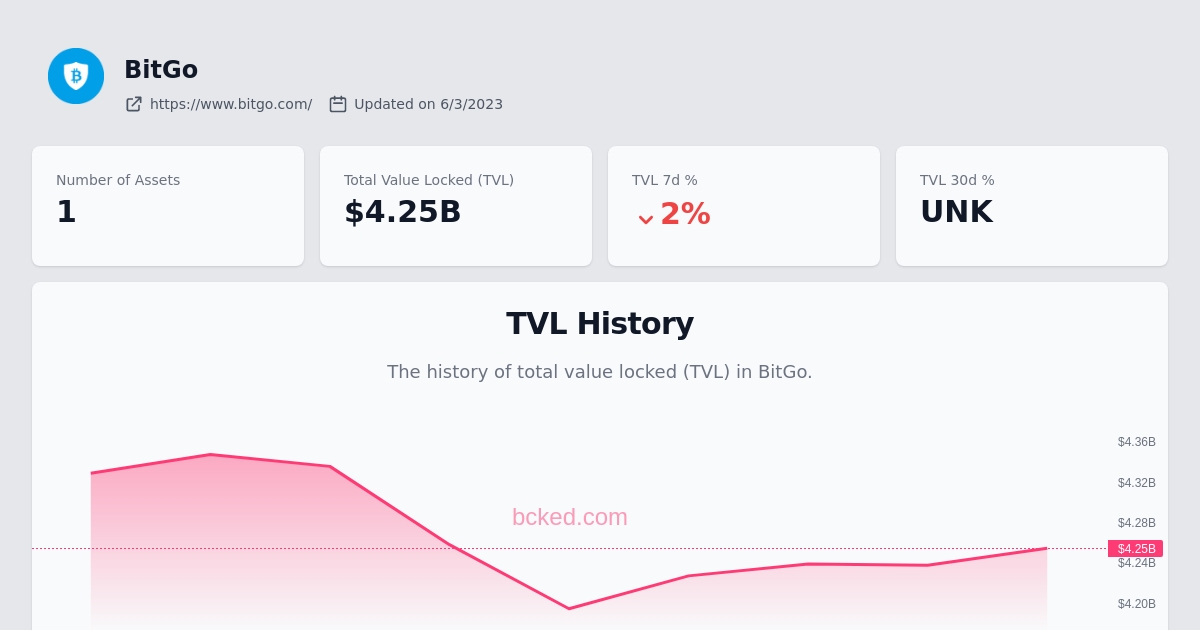 BitGo
https://www.bitgo.com/ Updated on 6/3/2023
Number of Assets
1
Total Value Locked (TVL)
$4.25B
TVL 7d %
2%
TVL 30d %
UNK
TVL History
The history of total value locked (TVL) in BitGo.
$4.36B
$4.32B
bcked.com
$4.28B
$4.25B
$4.24B
$4.20B